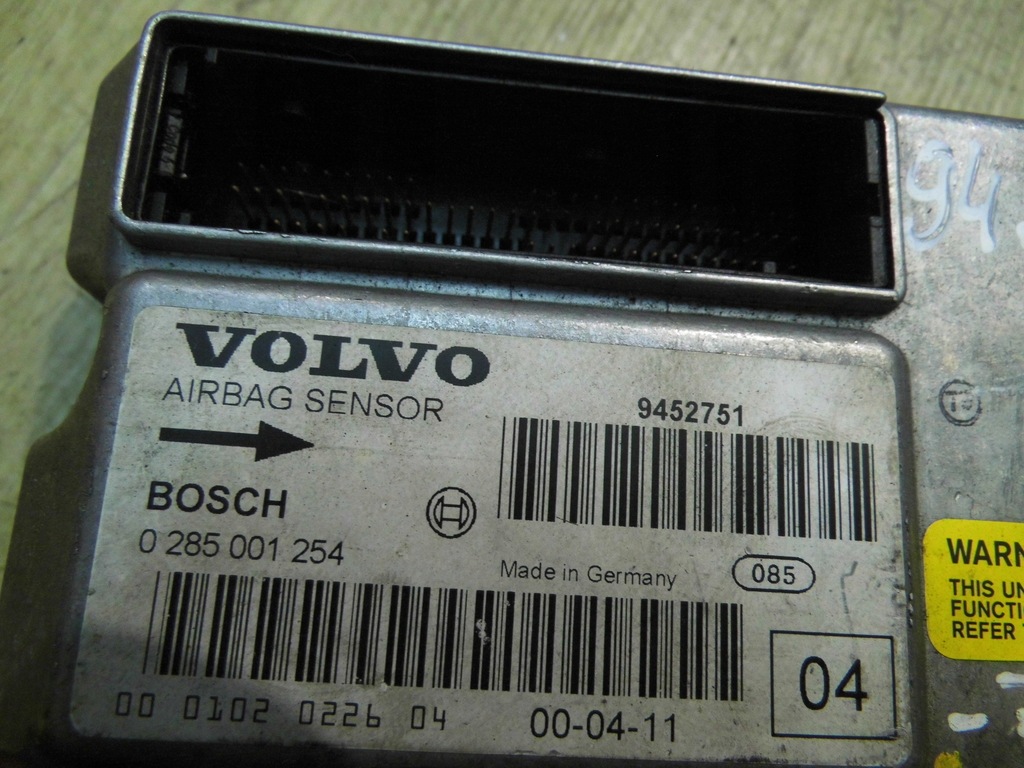 94
VOLVO
AIRBAG SENSOR
9452751
BOSCH
0 285 001 254
Made in Germany
085
WARN
THIS UN
FUNCTI
REFER
04
00 0102 0226 04
00-04-11